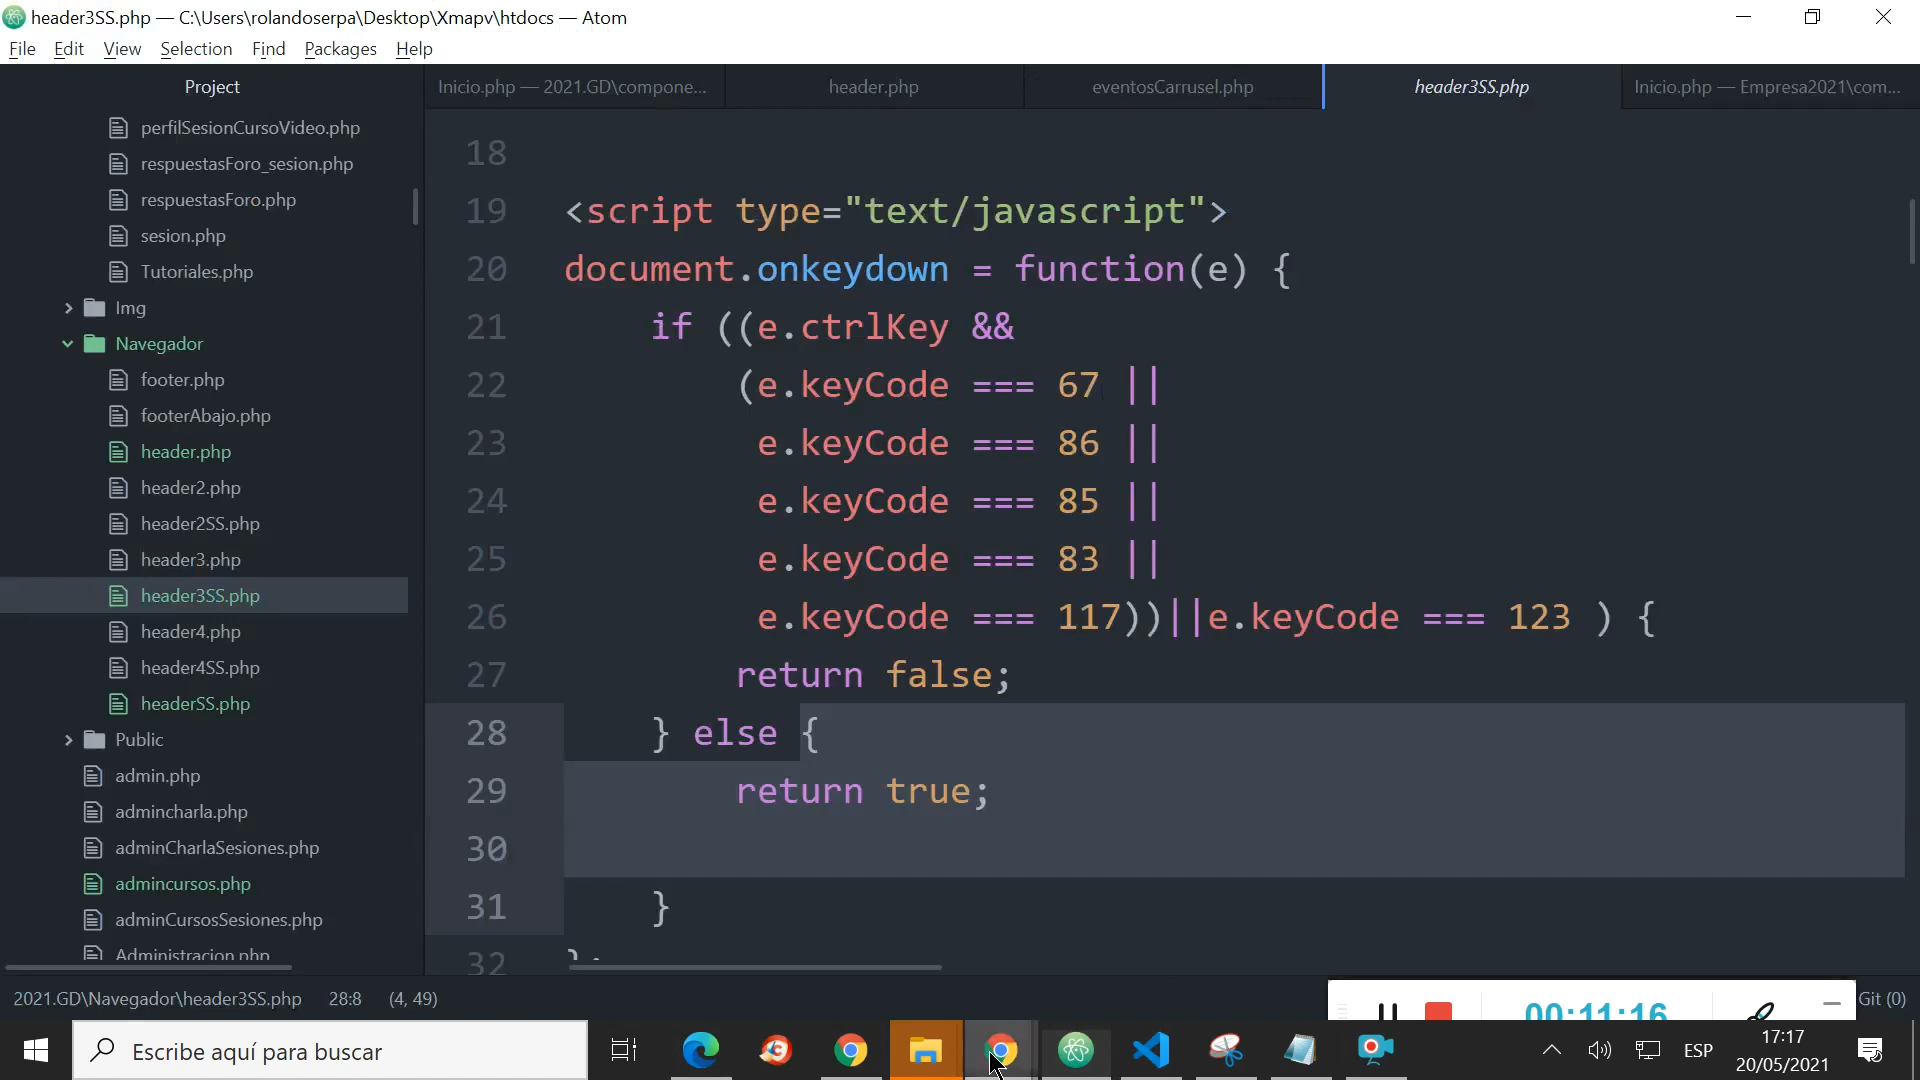 header3SS.php — C:\Users\rolandoserpa\Desktop\Xmapv\htdocs — Atom
File Edit View Selection Find Packages Help
Project
Inicio.php — 2021.GD\compone...
header.php
eventosCarrusel.php
header3SS.php
Inicio.php — Empresa2021\com...
perfilSesionCursoVideo.php
respuestasForo_sesion.php
respuestasForo.php
sesion.php
Tutoriales.php
Img
Navegador
footer.php
footerAbajo.php
header.php
header2.php
header2SS.php
header3.php
header3SS.php
header4.php
header4SS.php
headerSS.php
Public
admin.php
admincharla.php
adminCharlaSesiones.php
admincursos.php
adminCursosSesiones.php
Administracion.php
18
19 <script type="text/javascript">
20 document.onkeydown = function(e) {
21 if ((e.ctrlKey &&
22 (e.keyCode === 67 ||
23 e.keyCode === 86 ||
24 e.keyCode === 85 ||
25 e.keyCode === 83 ||
26 e.keyCode === 117))||e.keyCode === 123 ) {
27 return false;
28 } else {
29 return true;
30
31 }
32 };
2021.GD\Navegador\header3SS.php 28:8 (4, 49)
00:11:16
Git (0)
Escribe aquí para buscar
ESP
17:17
20/05/2021